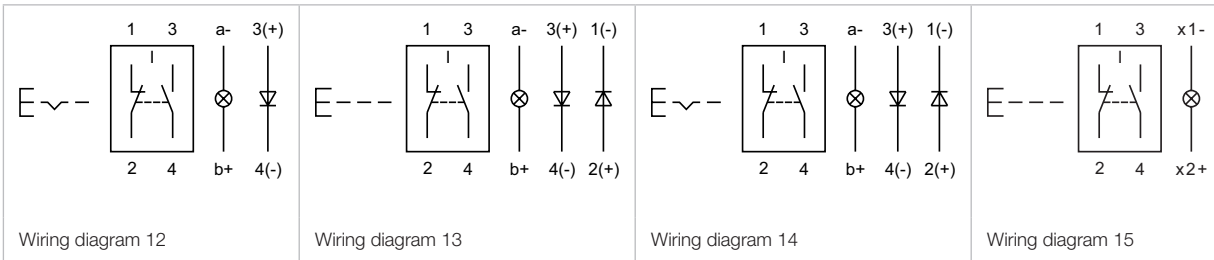 1 3 a- 3(+)
2 4 b+ 4(-)
Wiring diagram 12
1 3 a- 3(+) 1(-)
2 4 b+ 4(-) 2(+)
Wiring diagram 13
1 3 a- 3(+) 1(-)
2 4 b+ 4(-) 2(+)
Wiring diagram 14
1 3 x1-
2 4 x2+
Wiring diagram 15